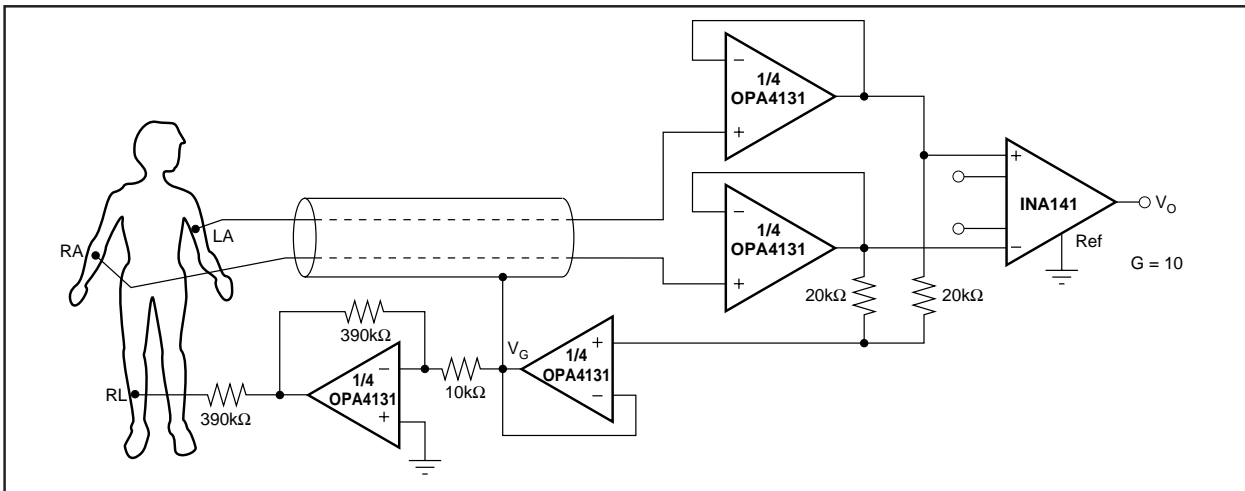 −
1/4
OPA4131
+
−
1/4
OPA4131
+
+
INA141
−
Ref
V_O
G = 10
20kΩ
20kΩ
LA
RA
390kΩ
V_G
−
1/4
OPA4131
+
10kΩ
+
1/4
OPA4131
−
RL
390kΩ